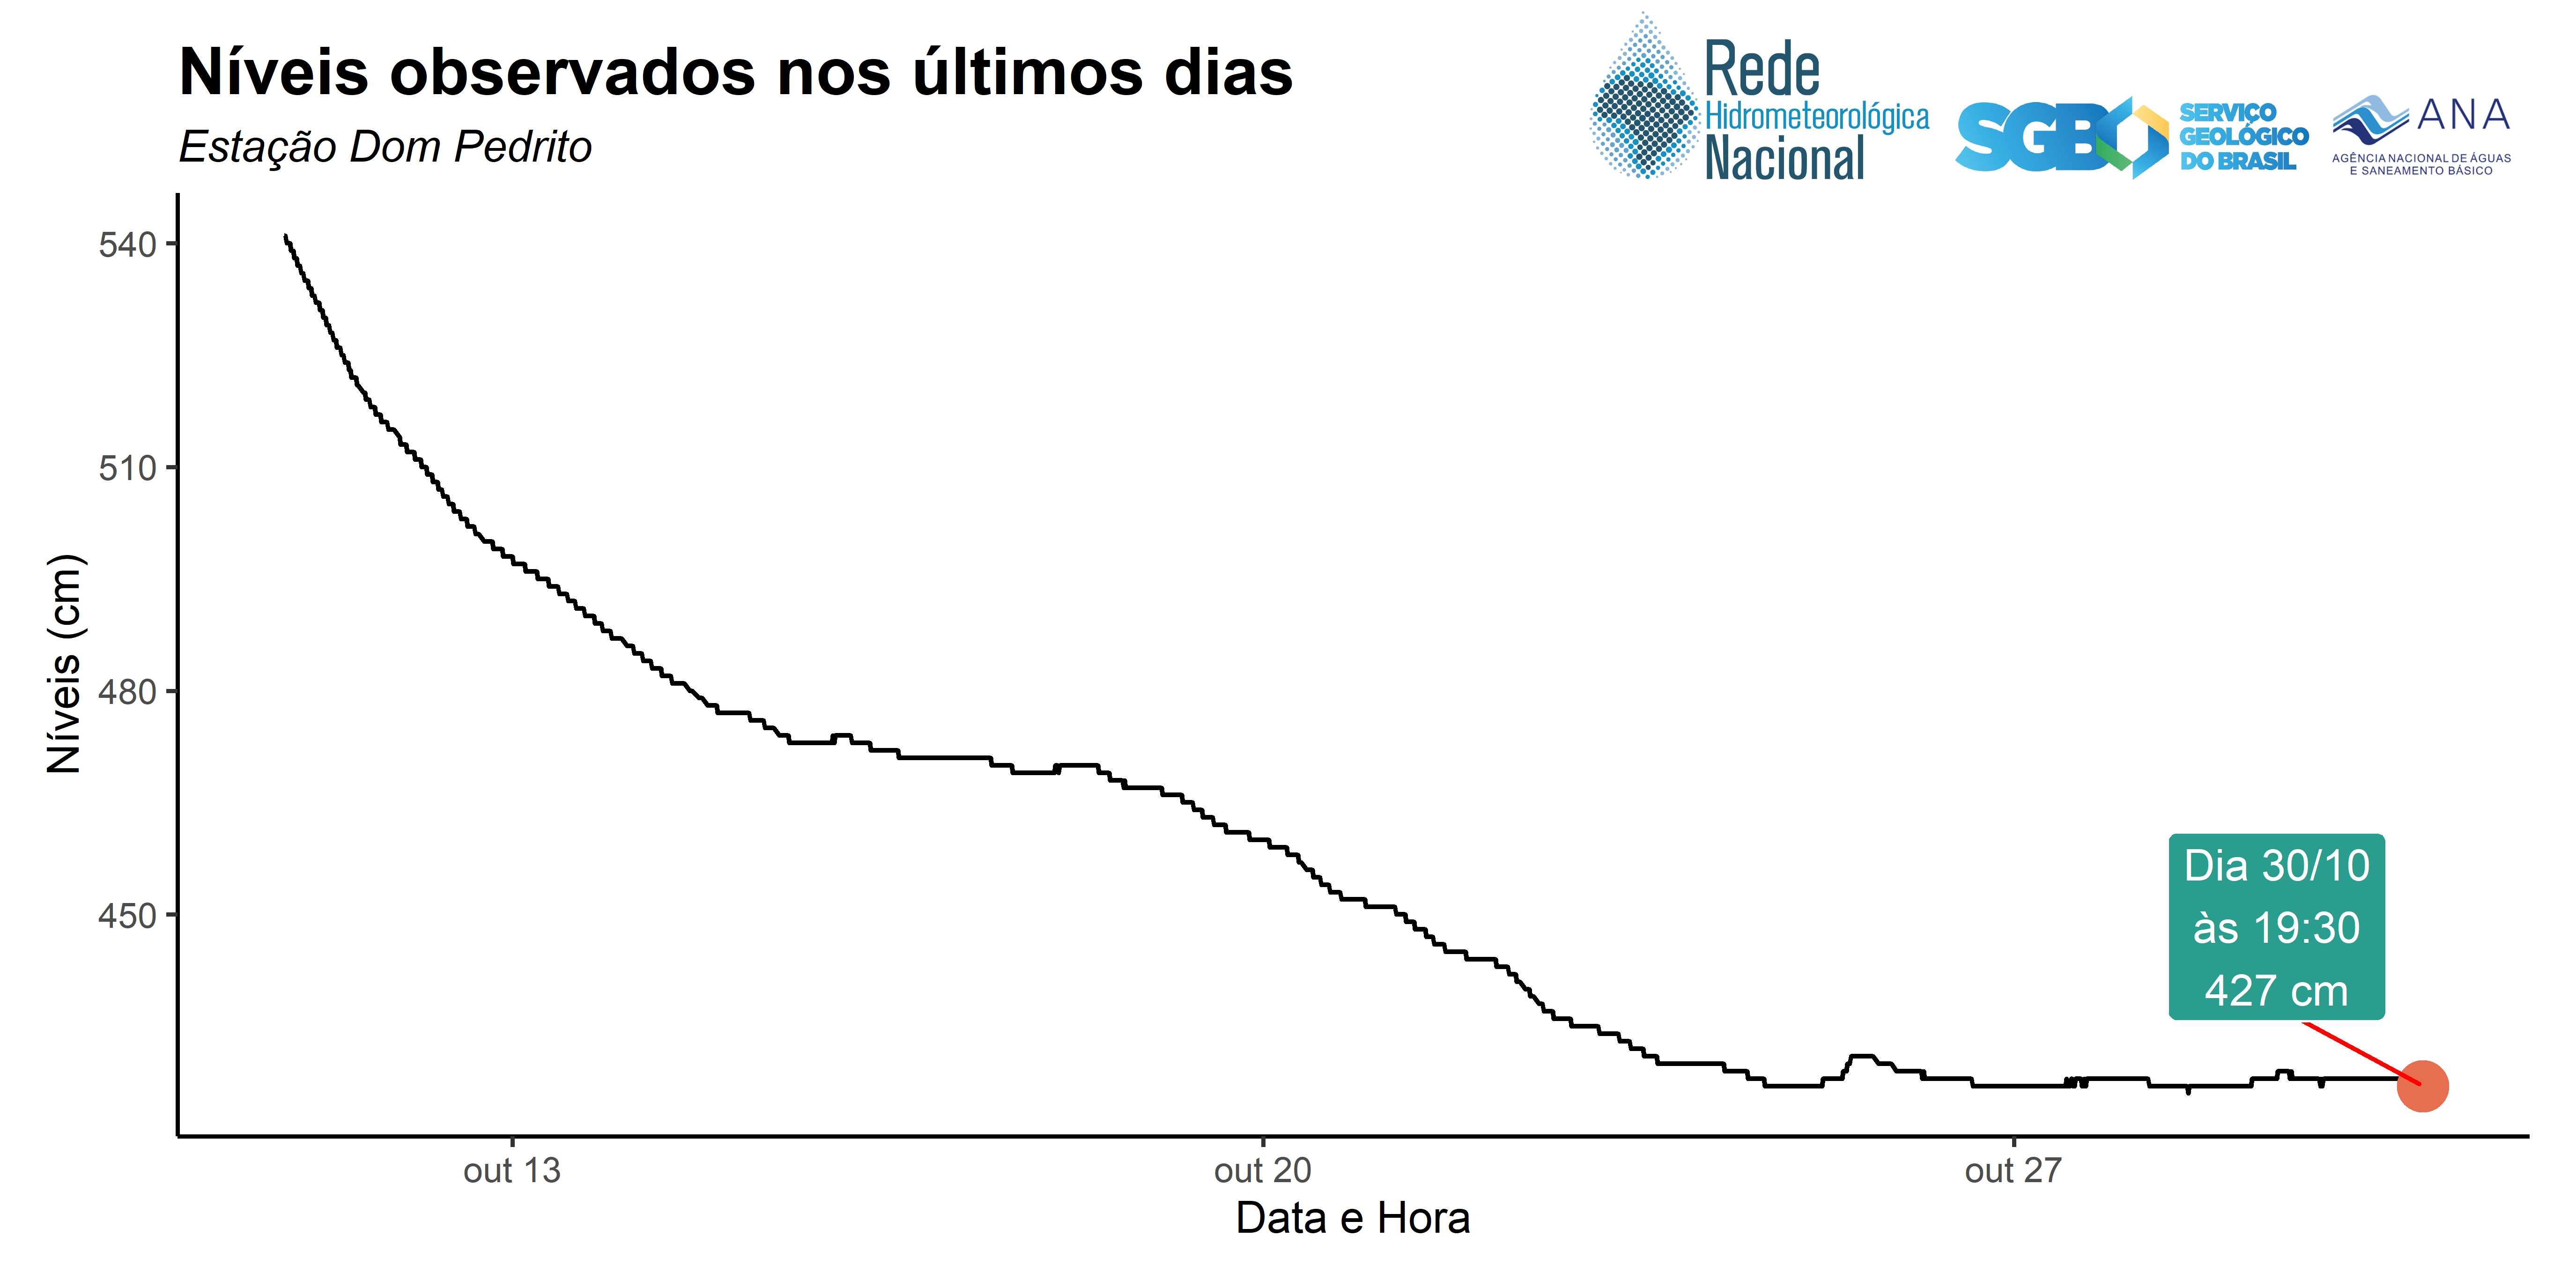 Níveis observados nos últimos dias
Estação Dom Pedrito
Rede
Hidrometeorológica
Nacional
SGB
SERVIÇO
GEOLÓGICO
DO BRASIL
ANA
AGÊNCIA NACIONAL DE ÁGUAS
E SANEAMENTO BÁSICO
Níveis (cm)
540
510
480
450
Dia 30/10
às 19:30
427 cm
out 13
out 20
out 27
Data e Hora